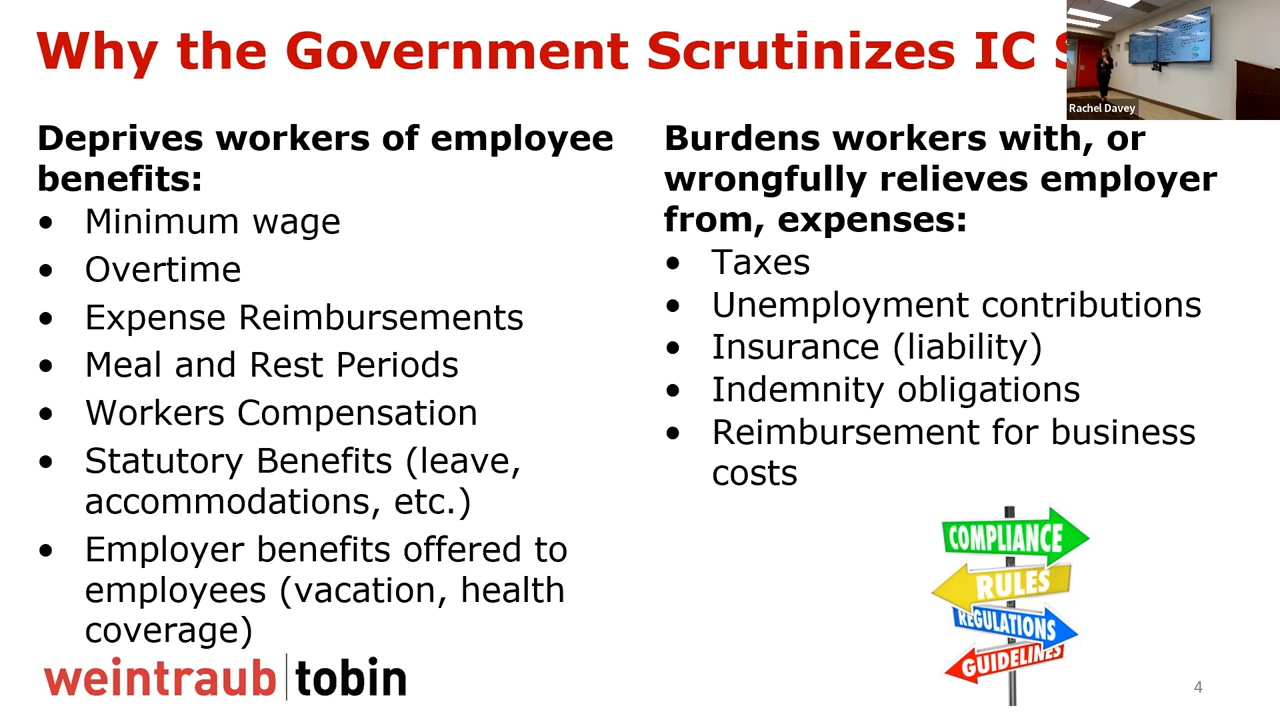 Why the Government Scrutinizes IC S
Rachel Davey
Deprives workers of employee
benefits:
• Minimum wage
• Overtime
• Expense Reimbursements
• Meal and Rest Periods
• Workers Compensation
• Statutory Benefits (leave,
accommodations, etc.)
• Employer benefits offered to
employees (vacation, health
coverage)
Burdens workers with, or
wrongfully relieves employer
from, expenses:
• Taxes
• Unemployment contributions
• Insurance (liability)
• Indemnity obligations
• Reimbursement for business
costs
COMPLIANCE
RULES
REGULATIONS
GUIDELINES
weintraub tobin
4